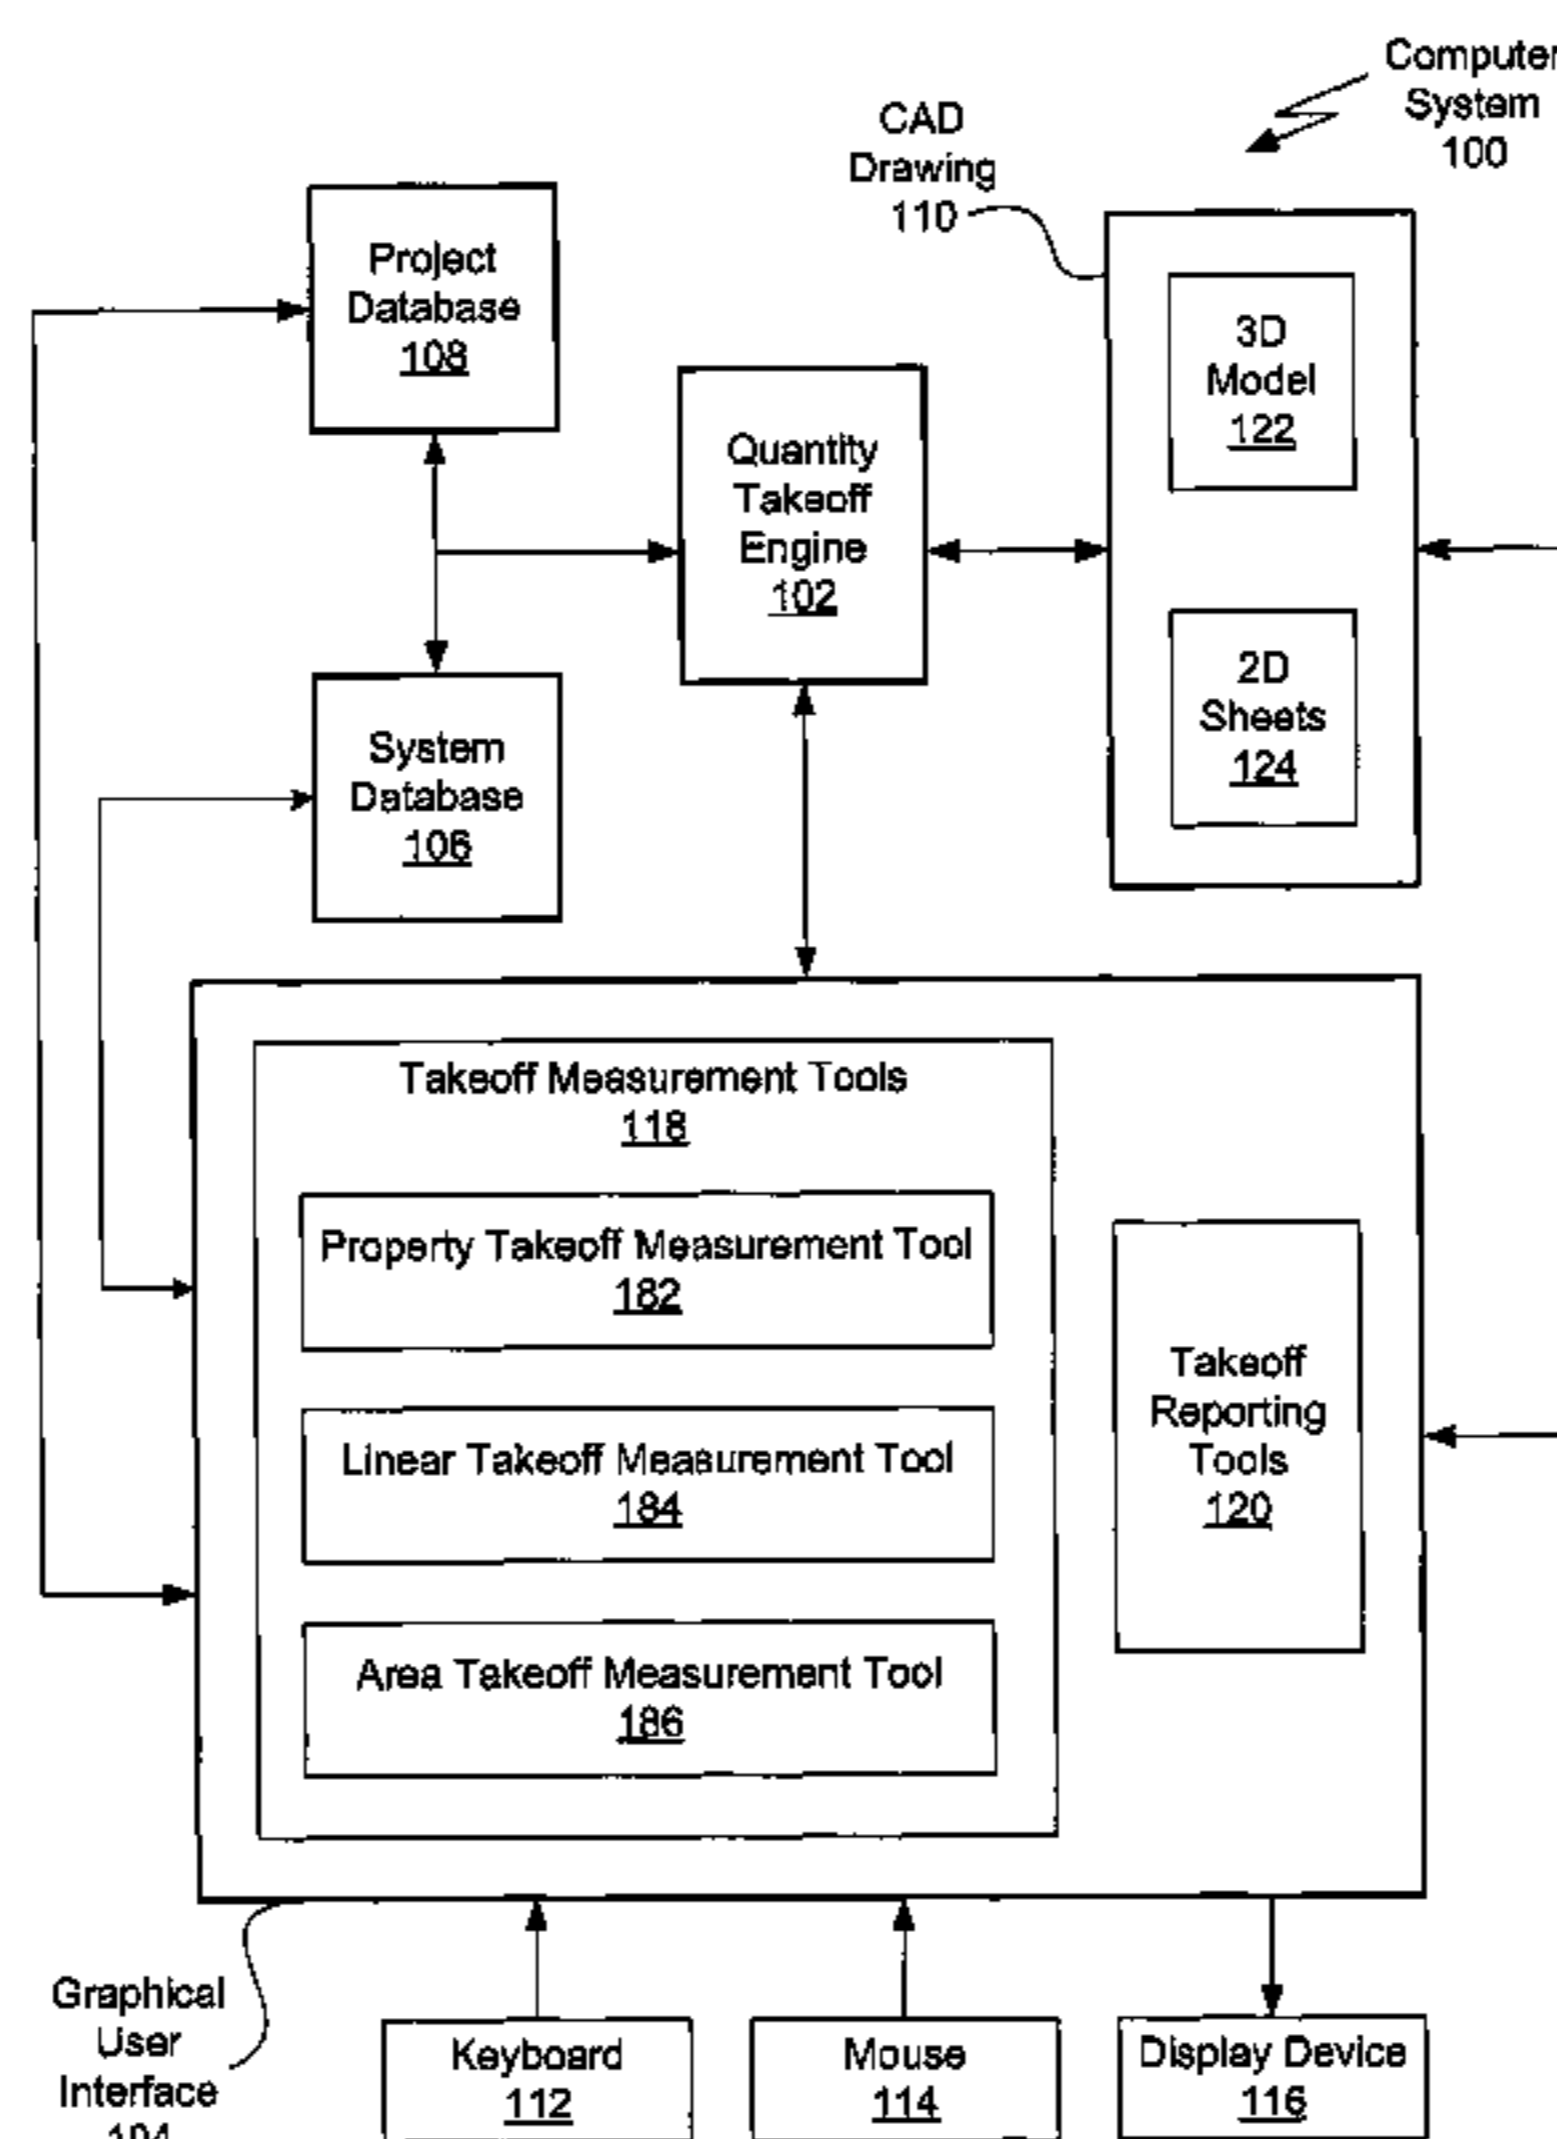 Computer
System
100
CAD
Drawing
110
Project
Database
108
3D
Model
122
Quantity
Takeoff
Engine
102
2D
Sheets
124
System
Database
106
Takeoff Measurement Tools
118
Property Takeoff Measurement Tool
182
Linear Takeoff Measurement Tool
184
Area Takeoff Measurement Tool
186
Takeoff
Reporting
Tools
120
Graphical
User
Interface
104
Keyboard
112
Mouse
114
Display Device
116